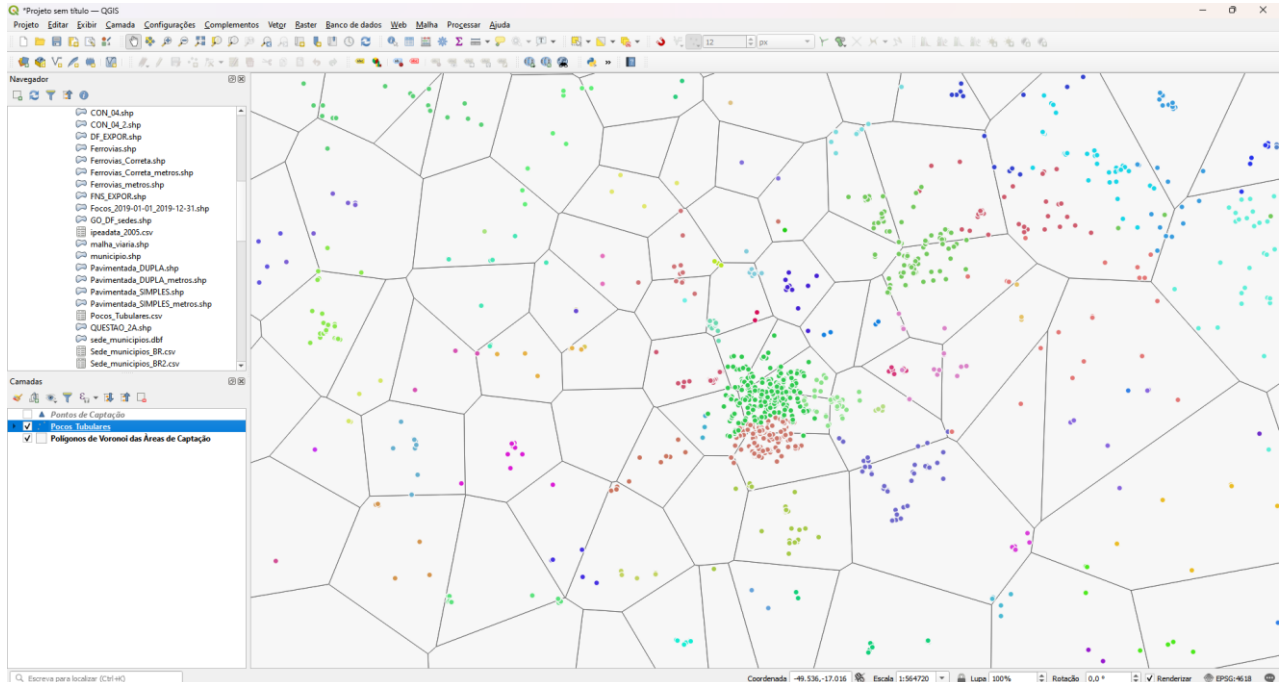 *Projeto sem título — QGIS
Projeto Editar Exibir Camada Configurações Complementos Vetor Raster Banco de dados Web Malha Processar Ajuda
12 px
Navegador
CON_04.shp
CON_04_2.shp
DF_EXPOR.shp
Ferrovias.shp
Ferrovias_Correta.shp
Ferrovias_Correta_metros.shp
Ferrovias_metros.shp
FNS_EXPOR.shp
Focos_2019-01-01_2019-12-31.shp
GO_DF_sedes.shp
ipeadata_2005.csv
malha_viaria.shp
municipio.shp
Pavimentada_DUPLA.shp
Pavimentada_DUPLA_metros.shp
Pavimentada_SIMPLES.shp
Pavimentada_SIMPLES_metros.shp
Pocos_Tubulares.csv
QUESTAO_2A.shp
sede_municipios.dbf
Sede_municipios_BR.csv
Sede_municipios_BR2.csv
Camadas
Pontos de Captação
Pocos_Tubulares
Polígonos de Voronoi das Áreas de Captação
Escreva para localizar (Ctrl+K)
Coordenada -49.536,-17.016 Escala 1:564720 Lupa 100% Rotação 0,0 ° Renderizar EPSG:4618